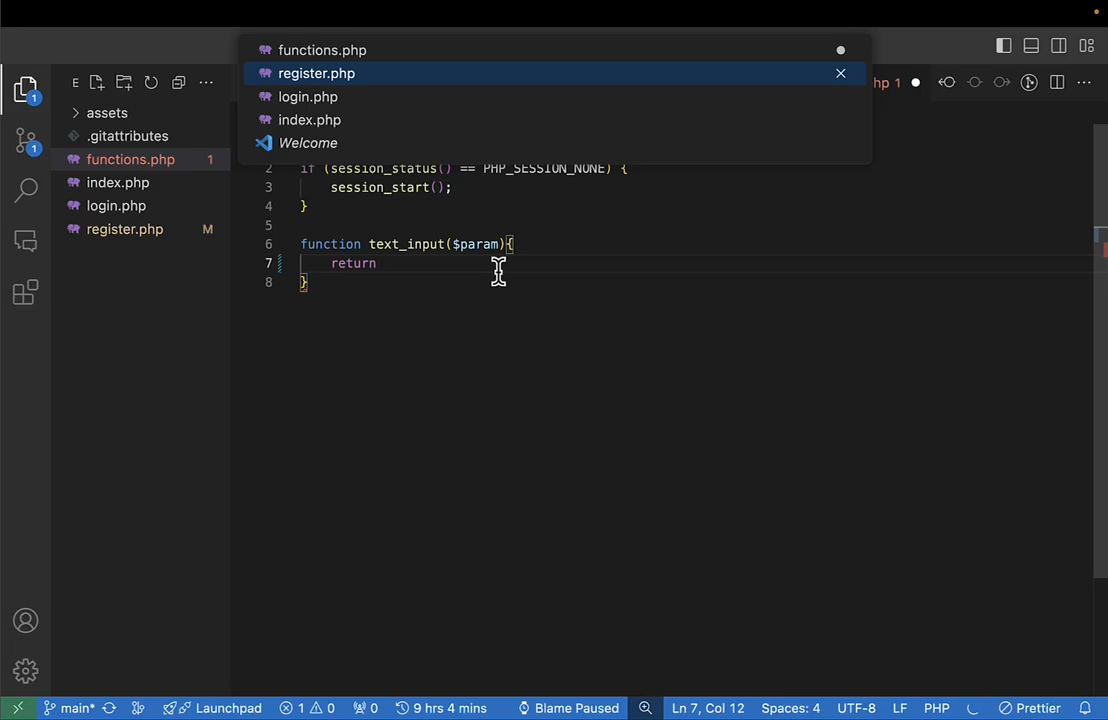 functions.php
register.php
login.php
index.php
Welcome
E
hp 1
1
1
assets
.gitattributes
functions.php 1
index.php
login.php
register.php M
2 if (session_status() == PHP_SESSION_NONE) {
3 session_start();
4 }
5
6 function text_input($param){
7 return
8 }
main*
Launchpad
1 0
0
9 hrs 4 mins
Blame Paused
Ln 7, Col 12
Spaces: 4
UTF-8
LF
PHP
Prettier